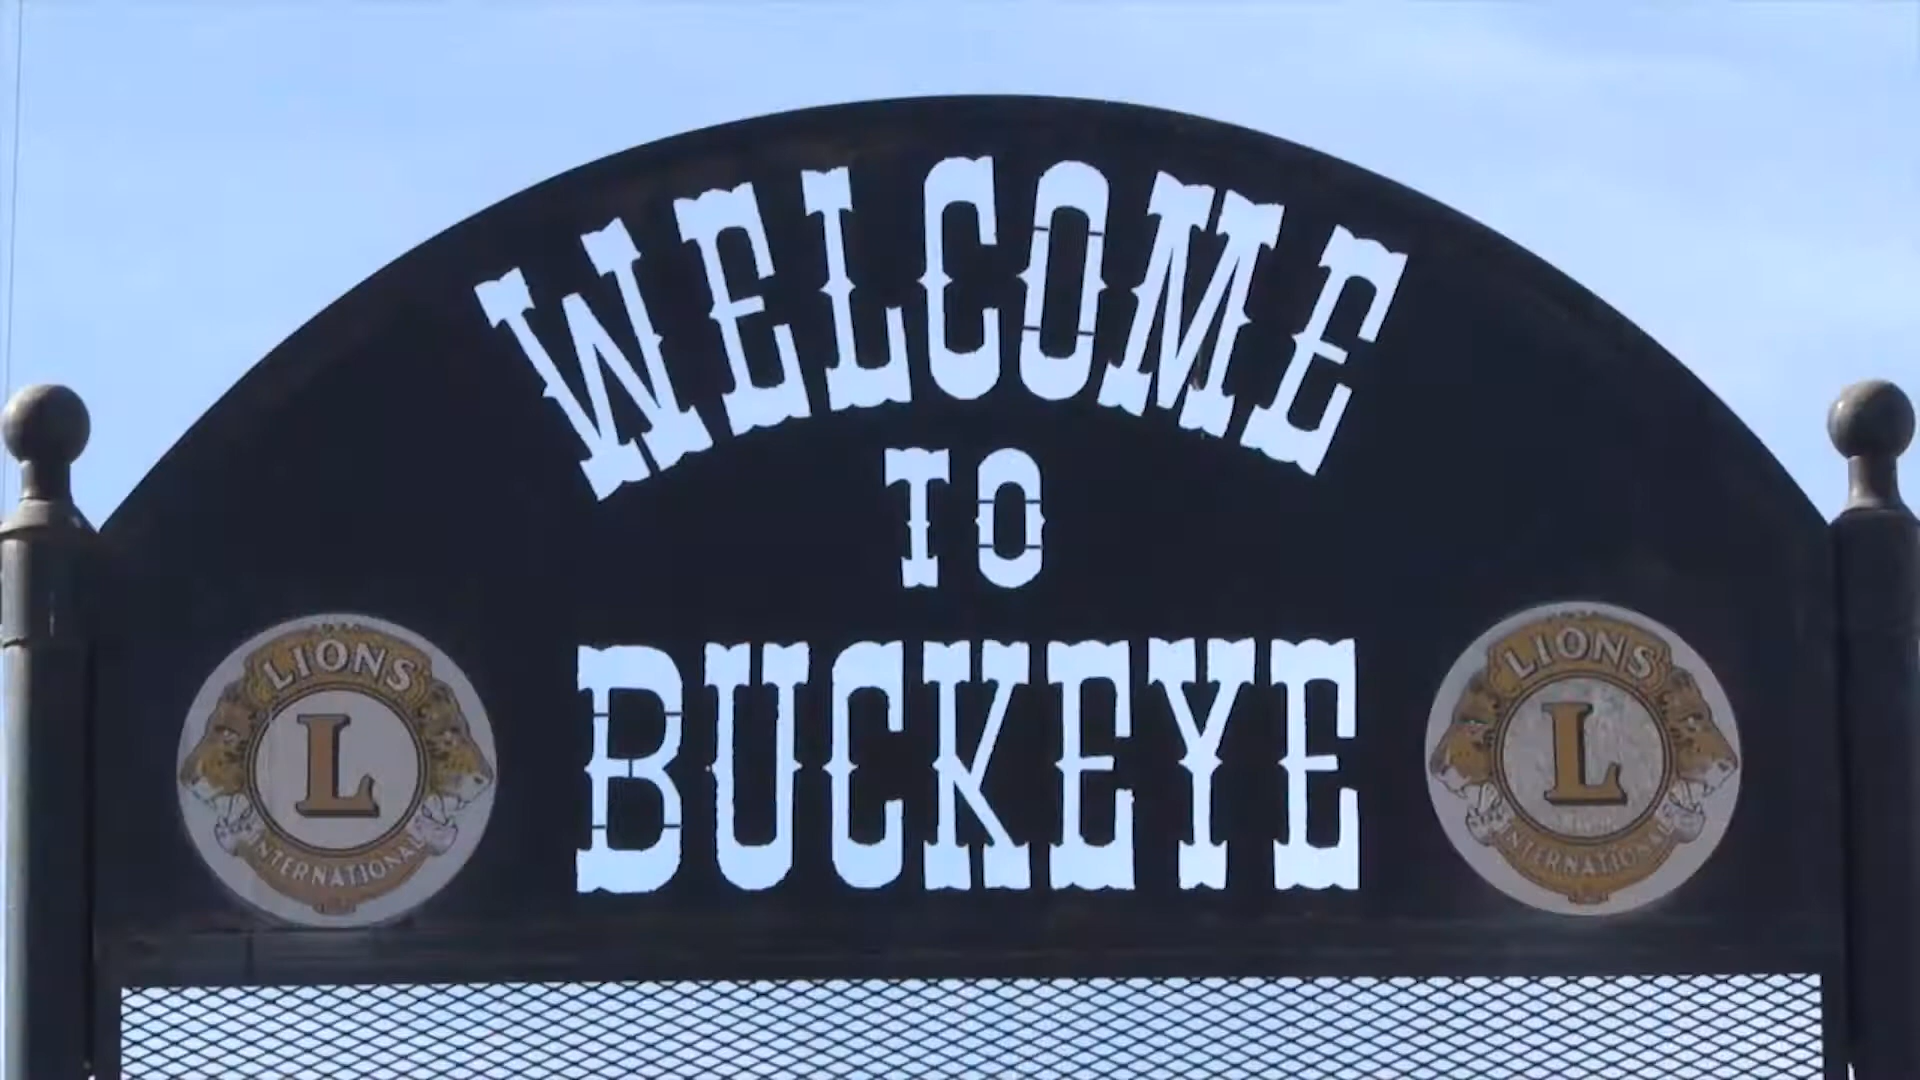 WELCOME
TO
BUCKEYE
LIONS
L
INTERNATIONAL
LIONS
L
INTERNATIONAL